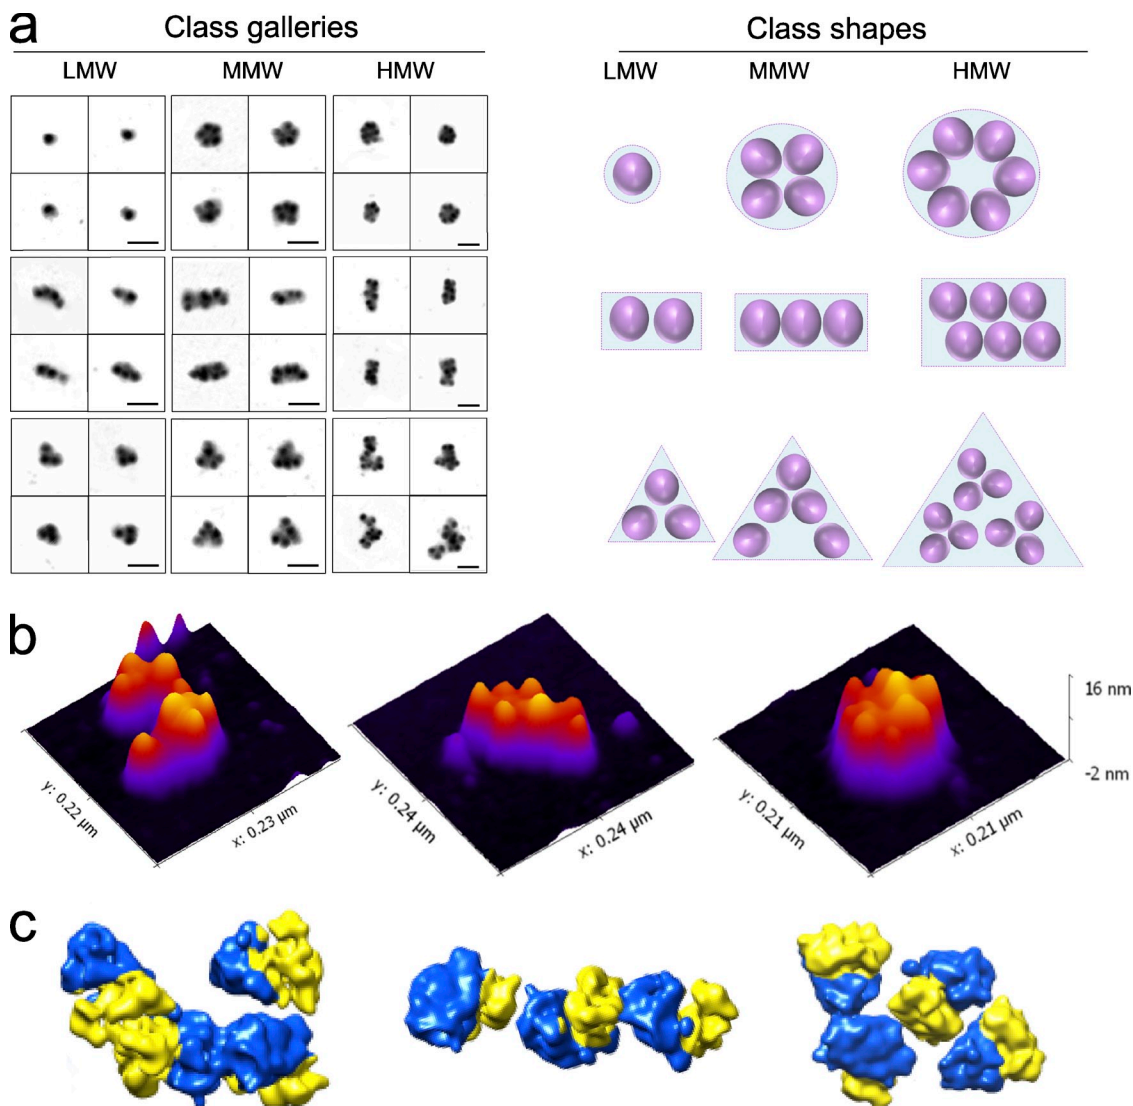 a
Class galleries
Class shapes
LMW
MMW
HMW
LMW
MMW
HMW
b
16 nm
-2 nm
y: 0.22 µm
x: 0.23 µm
y: 0.24 µm
x: 0.24 µm
y: 0.21 µm
x: 0.21 µm
c